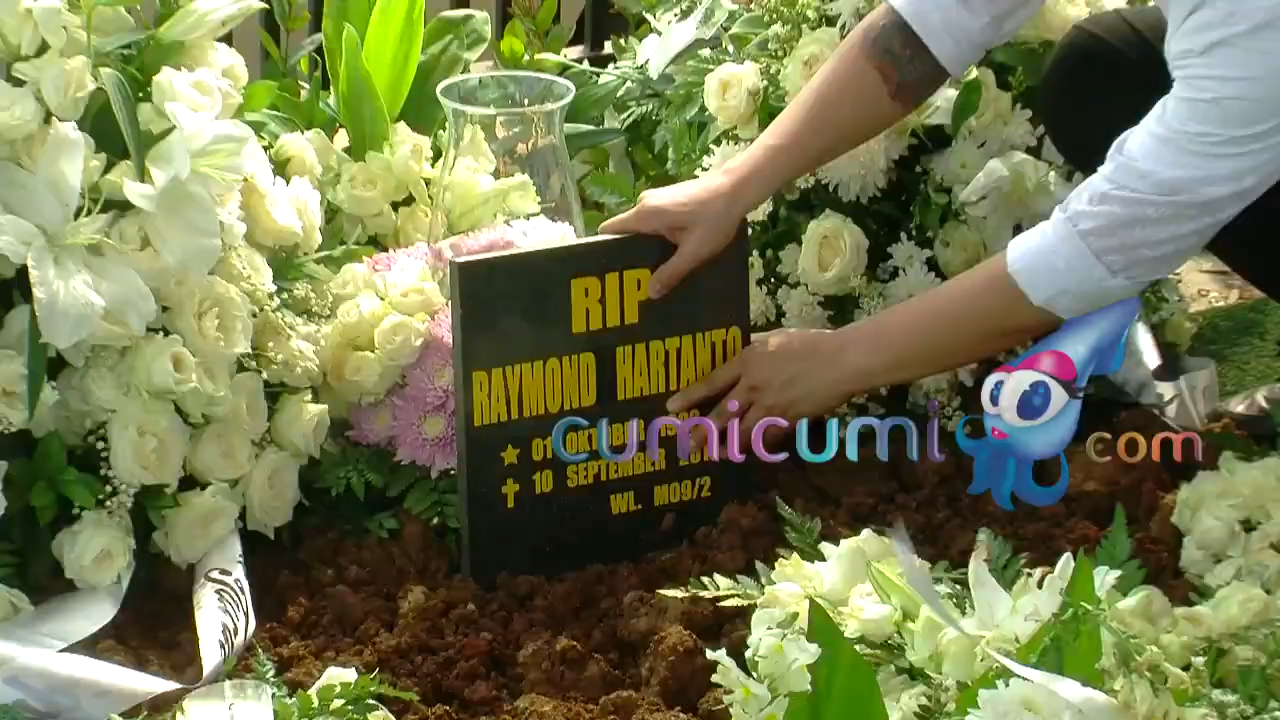 RIP
RAYMOND HARTANTO
01 OKTOBER
10 SEPTEMBER
WL. M09/2
cumicumi.com